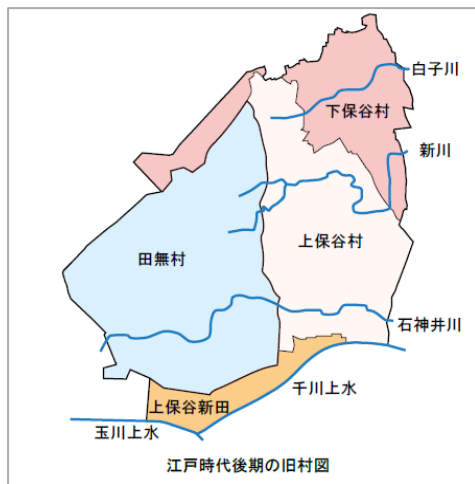 白子川
下保谷村
新川
上保谷村
田無村
石神井川
千川上水
上保谷新田
玉川上水
江戸時代後期の旧村図